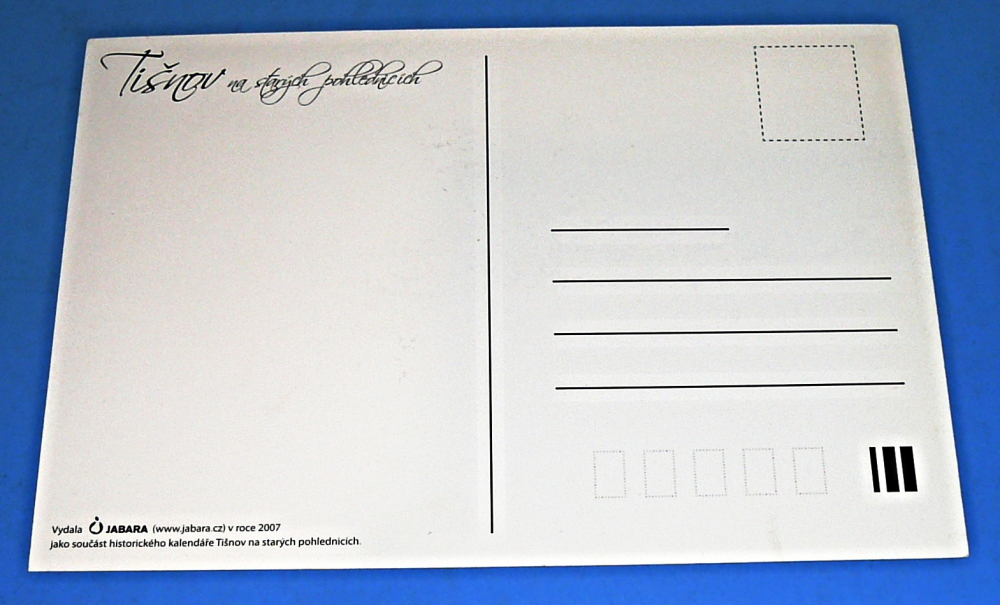 Tišnov na starých pohlednicích
Vydala JABARA (www.jabara.cz) v roce 2007
jako součást historického kalendáře Tišnov na starých pohlednicích.